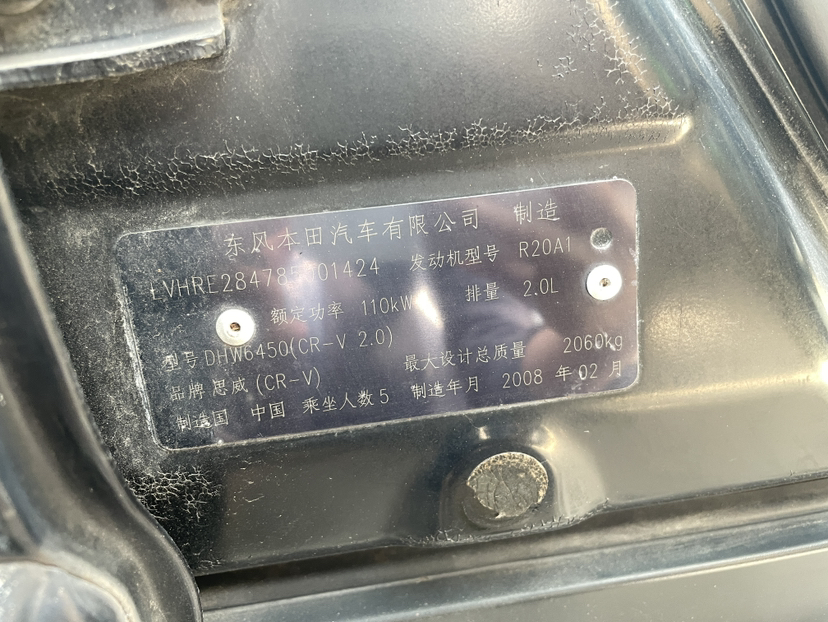 东风本田汽车有限公司 制造
LVHRE284785001424 发动机型号 R20A1
额定功率 110kW 排量 2.0L
型号 DHW6450(CR-V 2.0)
品牌 思威(CR-V) 最大设计总质量 2060kg
制造国 中国 乘坐人数 5 制造年月 2008 年 02 月